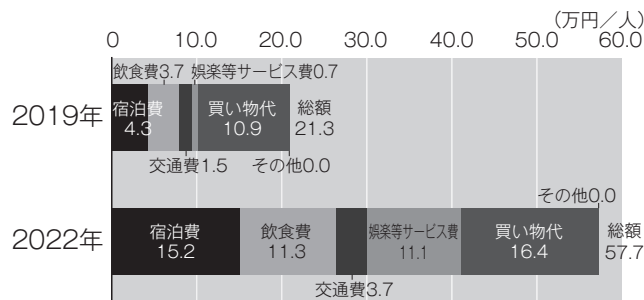 (万円/人)
0 10.0 20.0 30.0 40.0 50.0 60.0
飲食費3.7 娯楽等サービス費0.7
2019年
宿泊費
4.3
買い物代
10.9
総額
21.3
交通費1.5 その他0.0
その他0.0
2022年
宿泊費
15.2
飲食費
11.3
娯楽等サービス費
11.1
買い物代
16.4
総額
57.7
交通費3.7